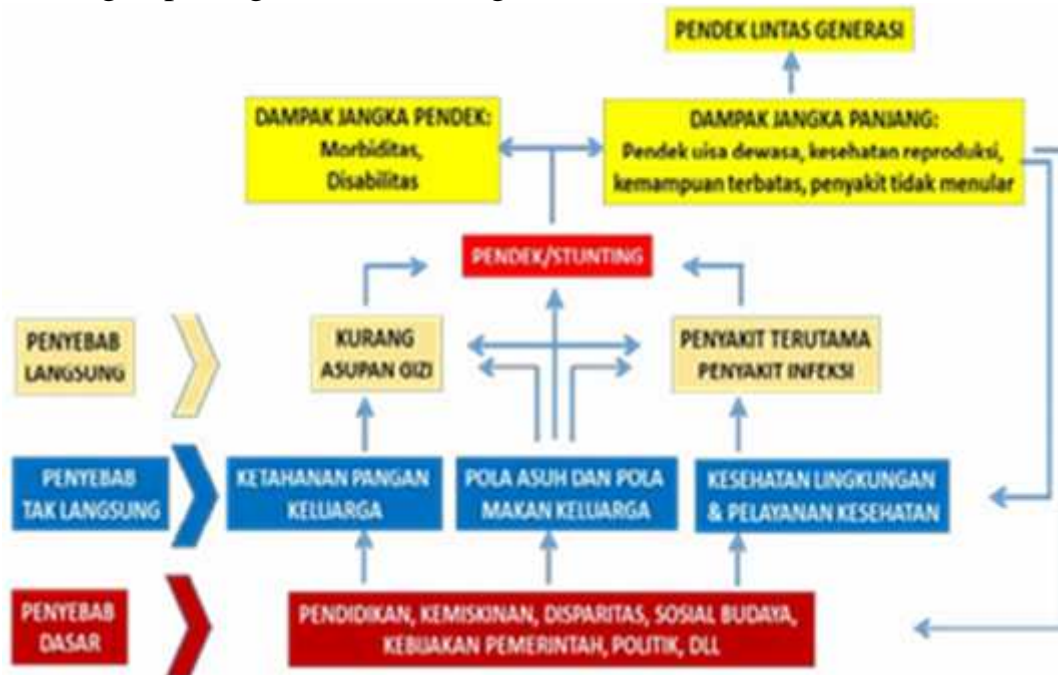 PENDEK LINTAS GENERASI
DAMPAK JANGKA PENDEK:
Morbiditas,
Disabilitas
DAMPAK JANGKA PANJANG:
Pendek uisa dewasa, kesehatan reproduksi,
kemampuan terbatas, penyakit tidak menular
PENDEK/STUNTING
PENYEBAB
LANGSUNG
KURANG
ASUPAN GIZI
PENYAKIT TERUTAMA
PENYAKIT INFEKSI
PENYEBAB
TAK LANGSUNG
KETAHANAN PANGAN
KELUARGA
POLA ASUH DAN POLA
MAKAN KELUARGA
KESEHATAN LINGKUNGAN
& PELAYANAN KESEHATAN
PENYEBAB
DASAR
PENDIDIKAN, KEMISKINAN, DISPARITAS, SOSIAL BUDAYA,
KEBIJAKAN PEMERINTAH, POLITIK, DLL